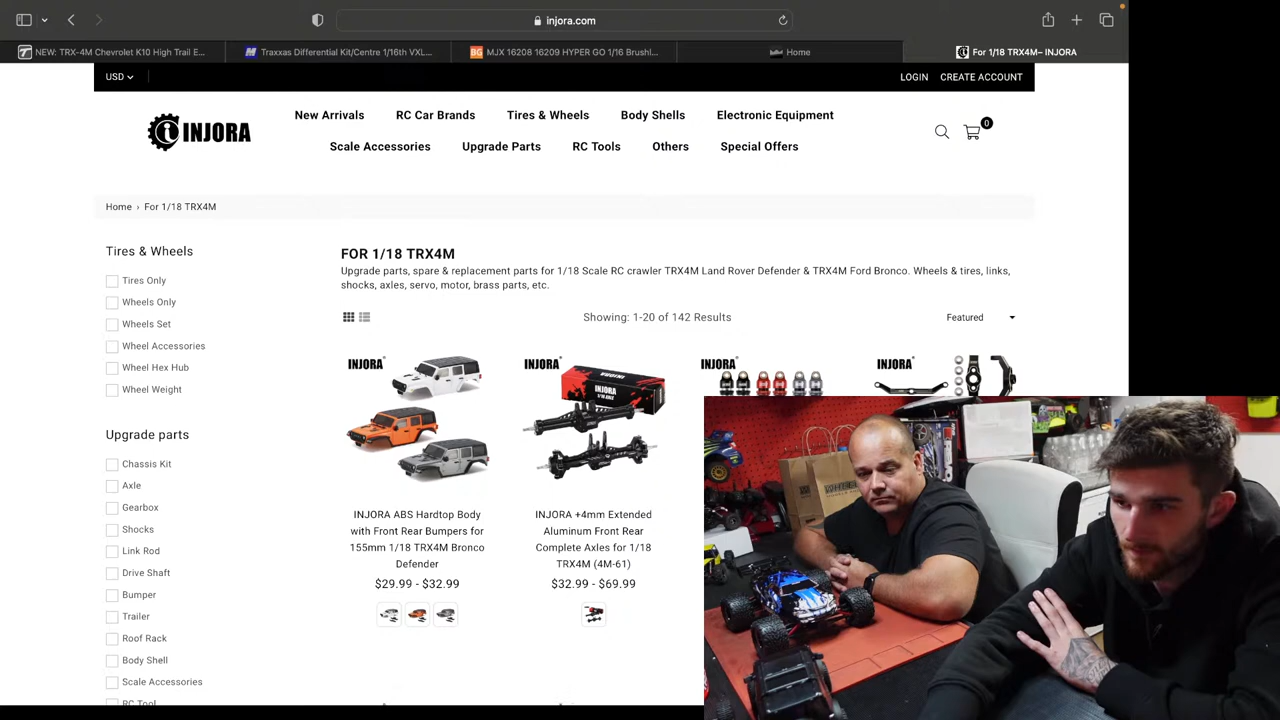 injora.com
NEW: TRX-4M Chevrolet K10 High Trail E...
Traxxas Differential Kit/Centre 1/16th VXL...
MJX 16208 16209 HYPER GO 1/16 Brushl...
Home
For 1/18 TRX4M– INJORA
USD
LOGIN
CREATE ACCOUNT
INJORA
New Arrivals
RC Car Brands
Tires & Wheels
Body Shells
Electronic Equipment
Scale Accessories
Upgrade Parts
RC Tools
Others
Special Offers
0
Home › For 1/18 TRX4M
Tires & Wheels
Tires Only
Wheels Only
Wheels Set
Wheel Accessories
Wheel Hex Hub
Wheel Weight
Upgrade parts
Chassis Kit
Axle
Gearbox
Shocks
Link Rod
Drive Shaft
Bumper
Trailer
Roof Rack
Body Shell
Scale Accessories
RC Tool
FOR 1/18 TRX4M
Upgrade parts, spare & replacement parts for 1/18 Scale RC crawler TRX4M Land Rover Defender & TRX4M Ford Bronco. Wheels & tires, links,
shocks, axles, servo, motor, brass parts, etc.
Showing: 1-20 of 142 Results
Featured
INJORA
INJORA
INJORA
INJORA
INJORA
INJORA ABS Hardtop Body
with Front Rear Bumpers for
155mm 1/18 TRX4M Bronco
Defender
$29.99 - $32.99
INJORA +4mm Extended
Aluminum Front Rear
Complete Axles for 1/18
TRX4M (4M-61)
$32.99 - $69.99